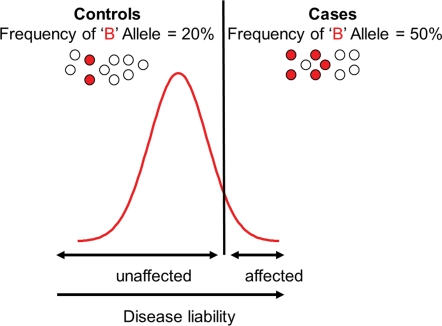 Controls
Frequency of ‘B’ Allele = 20%
Cases
Frequency of ‘B’ Allele = 50%
unaffected
affected
Disease liability